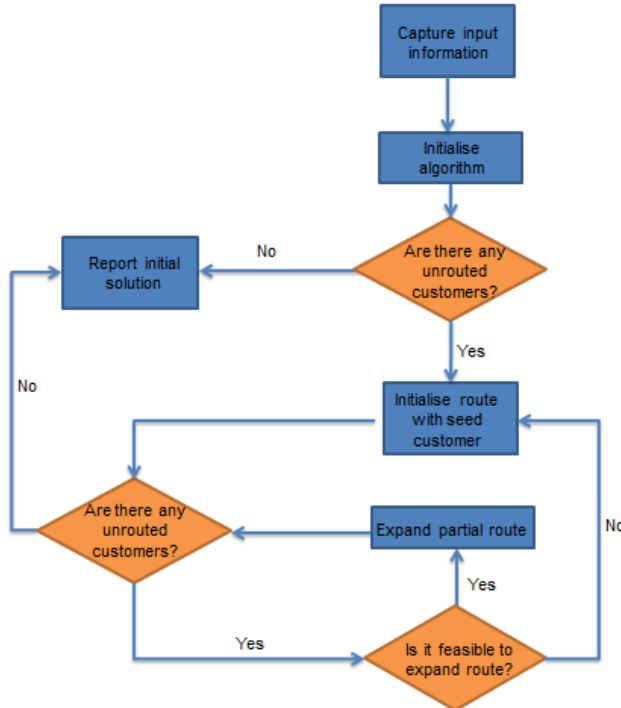 Capture input
information
Initialise
algorithm
Are there any
unrouted
customers?
No
Report initial
solution
Yes
Initialise route
with seed
customer
No
Are there any
unrouted
customers?
Expand partial route
No
Yes
Yes
Is it feasible to
expand route?